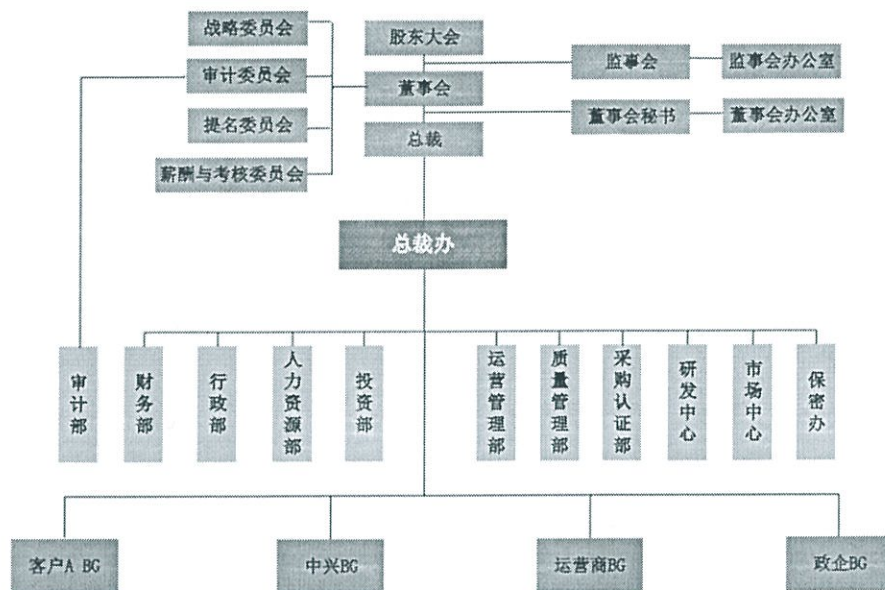 战略委员会
股东大会
审计委员会
监事会
监事会办公室
董事会
提名委员会
董事会秘书
董事会办公室
总裁
薪酬与考核委员会
总裁办
审计部
财务部
行政部
人力资源部
投资部
运营管理部
质量管理部
采购认证部
研发中心
市场中心
保密办
客户A BG
中兴BG
运营商BG
政企BG